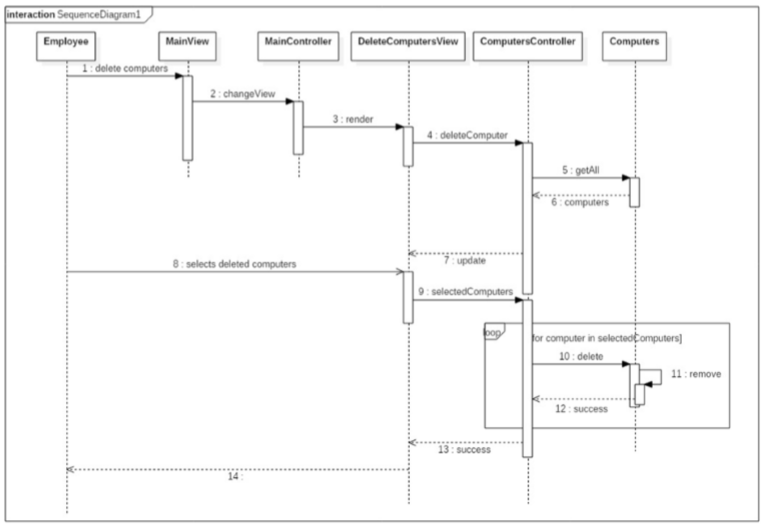 interaction SequenceDiagram1
Employee MainView MainController DeleteComputersView ComputersController Computers
1 : delete computers
2 : changeView
3 : render
4 : deleteComputer
5 : getAll
6 : computers
7 : update
8 : selects deleted computers
9 : selectedComputers
loop
for computer in selectedComputers]
10 : delete
11 : remove
12 : success
13 : success
14 :